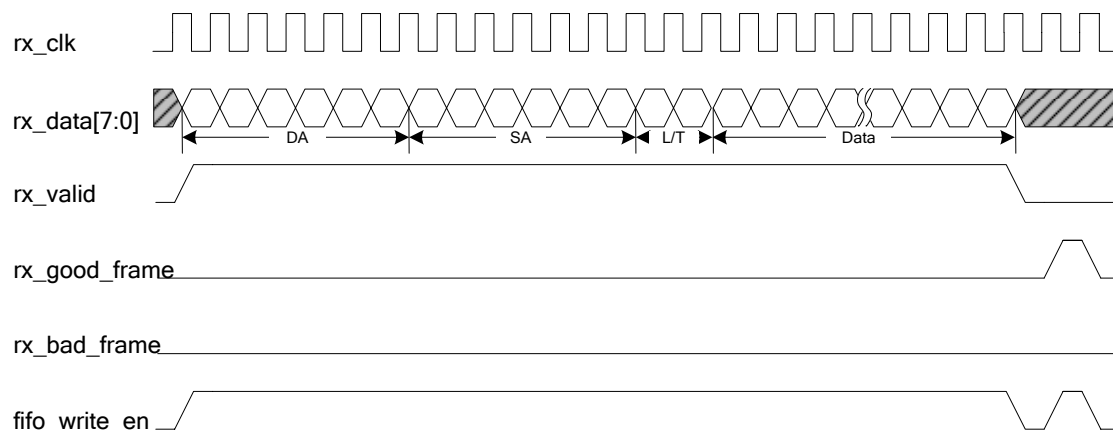 rx_clk
rx_data[7:0]
DA SA L/T Data
rx_valid
rx_good_frame
rx_bad_frame
fifo_write_en